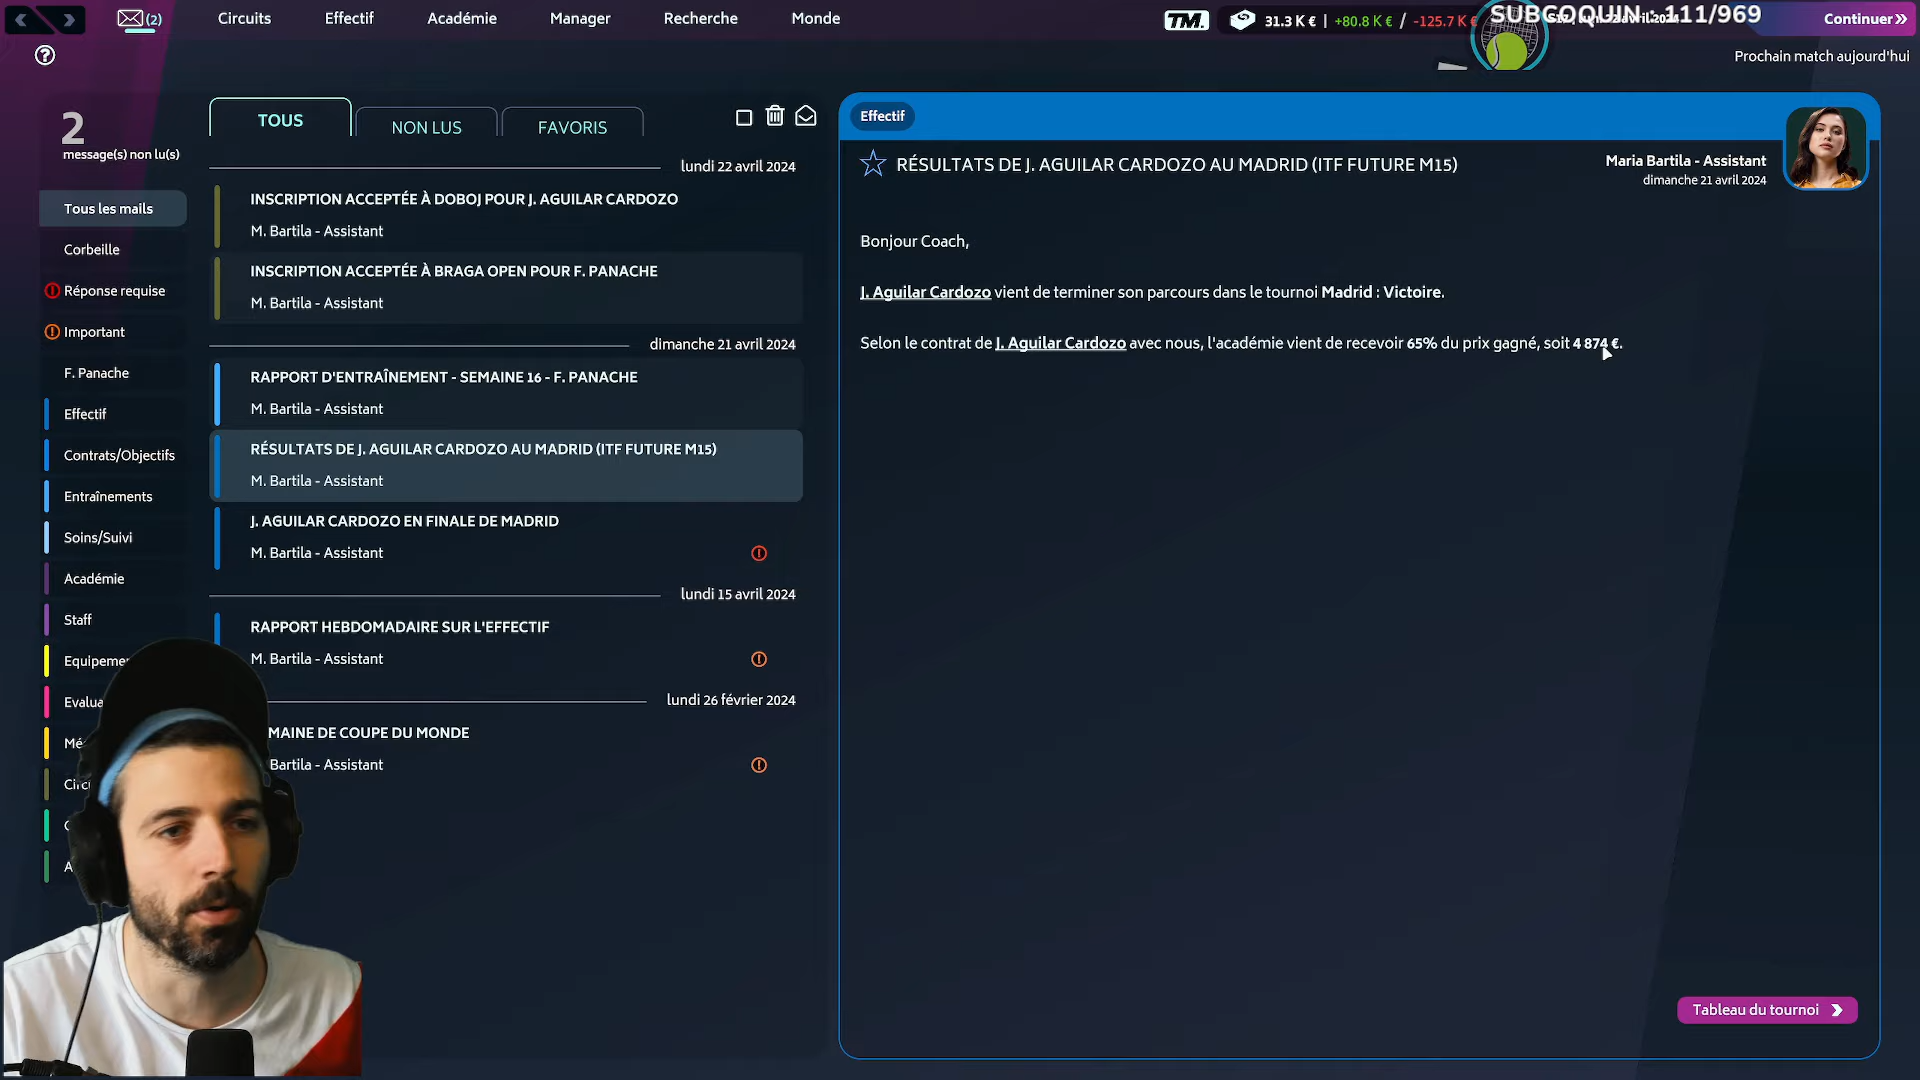 (2)
Circuits
Effectif
Académie
Manager
Recherche
Monde
TM.
31.3 K € | +80.8 K € / -125.7 K €
SUBCOQUIN : 111/969
avril 2024
Continuer
Prochain match aujourd'hui
2
message(s) non lu(s)
Tous les mails
Corbeille
Réponse requise
Important
F. Panache
Effectif
Contrats/Objectifs
Entraînements
Soins/Suivi
Académie
Staff
TOUS
NON LUS
FAVORIS
lundi 22 avril 2024
INSCRIPTION ACCEPTÉE À DOBOJ POUR J. AGUILAR CARDOZO
M. Bartila - Assistant
INSCRIPTION ACCEPTÉE À BRAGA OPEN POUR F. PANACHE
M. Bartila - Assistant
dimanche 21 avril 2024
RAPPORT D'ENTRAÎNEMENT - SEMAINE 16 - F. PANACHE
M. Bartila - Assistant
RÉSULTATS DE J. AGUILAR CARDOZO AU MADRID (ITF FUTURE M15)
M. Bartila - Assistant
J. AGUILAR CARDOZO EN FINALE DE MADRID
M. Bartila - Assistant
lundi 15 avril 2024
RAPPORT HEBDOMADAIRE SUR L'EFFECTIF
M. Bartila - Assistant
lundi 26 février 2024
MAINE DE COUPE DU MONDE
Bartila - Assistant
Effectif
RÉSULTATS DE J. AGUILAR CARDOZO AU MADRID (ITF FUTURE M15)
Maria Bartila - Assistant
dimanche 21 avril 2024
Bonjour Coach,
J. Aguilar Cardozo vient de terminer son parcours dans le tournoi Madrid : Victoire.
Selon le contrat de J. Aguilar Cardozo avec nous, l'académie vient de recevoir 65% du prix gagné, soit 4 874 €.
Tableau du tournoi